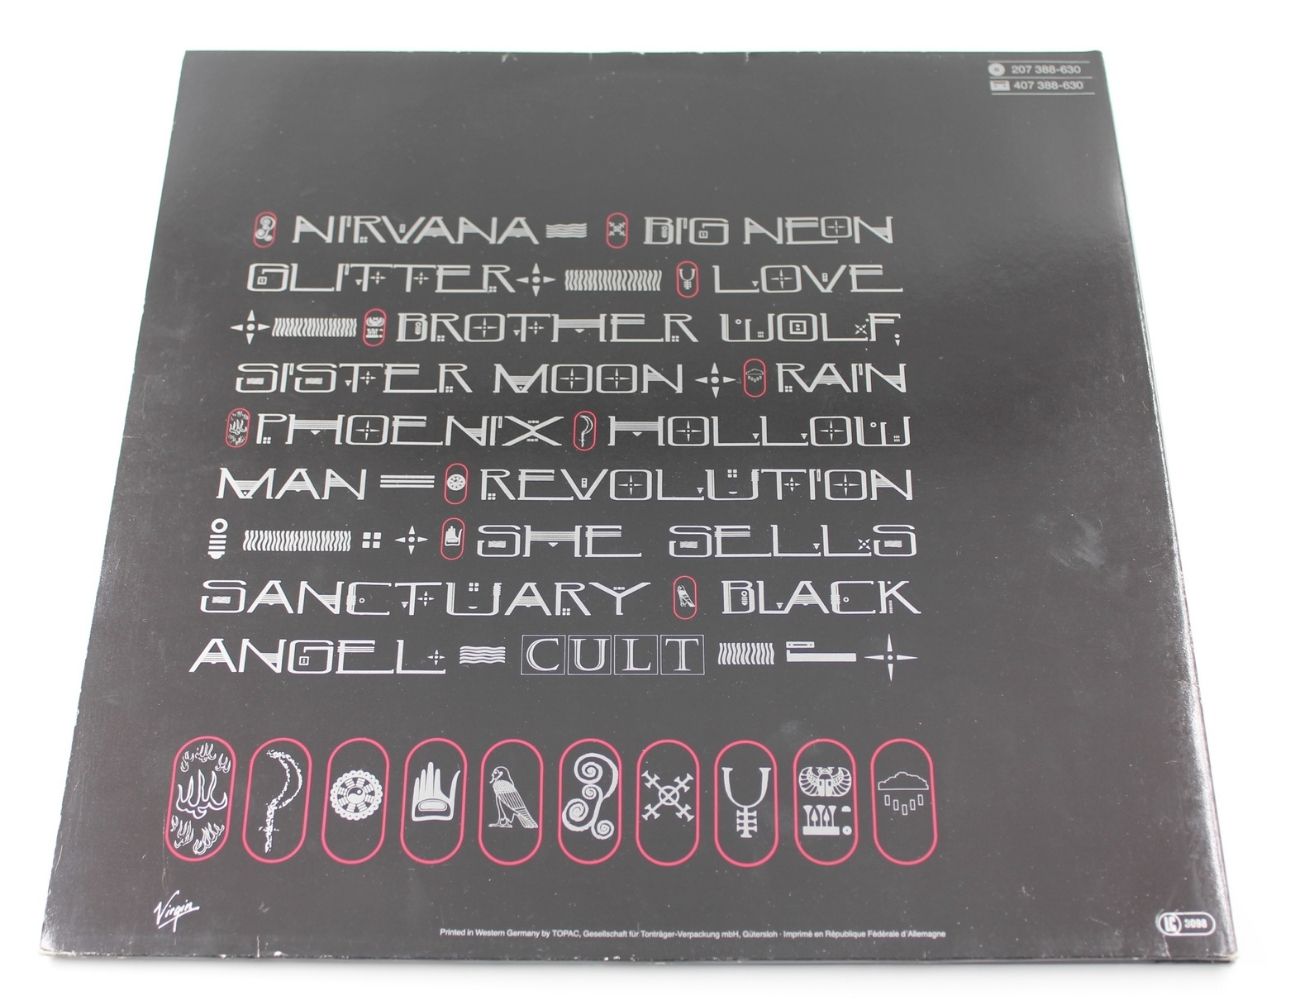 207 388-630
407 388-630
NIRVANA BIG NEON
GLITTER LOVE
BROTHER WOLF,
SISTER MOON RAIN
PHOENIX HOLLOW
MAN REVOLUTION
SHE SELLS
SANCTUARY BLACK
ANGEL CULT
Virgin
Printed in Western Germany by TOPAC, Gesellschaft für Tonträger-Verpackung mbH, Gütersloh · Imprimé en République Fédérale d'Allemagne
LC 3098